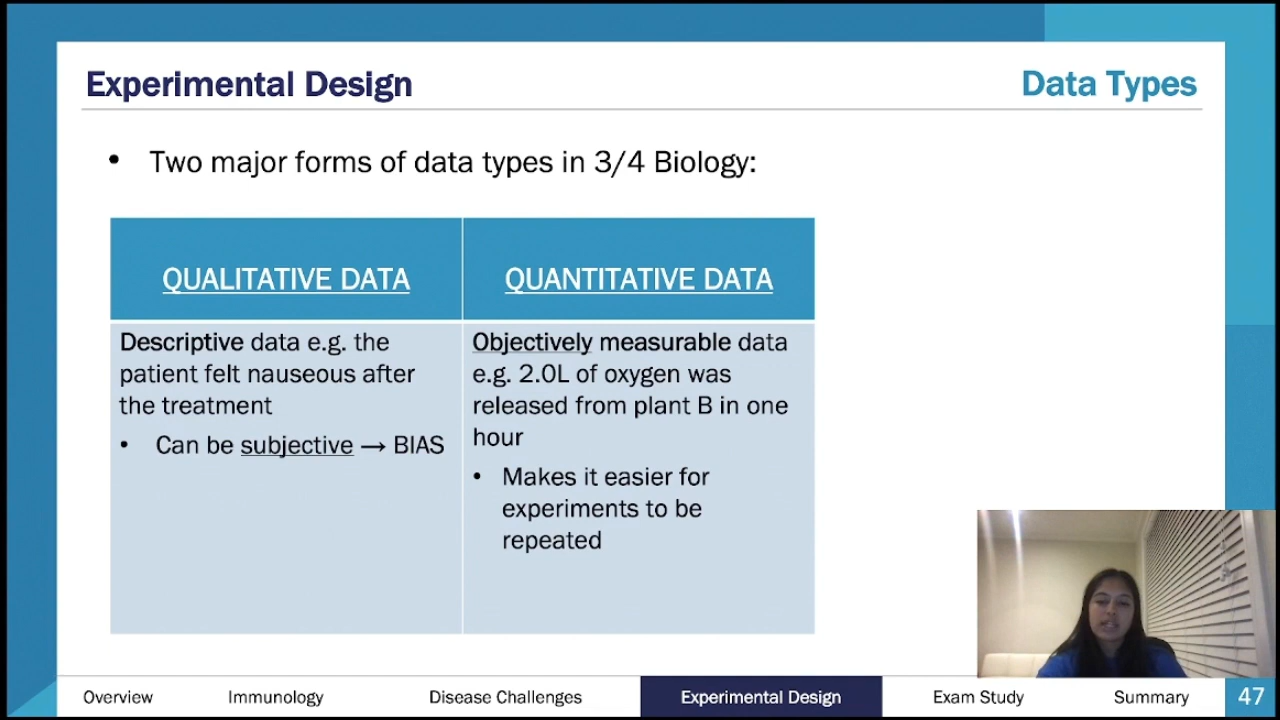 Experimental Design
Data Types
• Two major forms of data types in 3/4 Biology:
QUALITATIVE DATA
QUANTITATIVE DATA
Descriptive data e.g. the
patient felt nauseous after
the treatment
• Can be subjective → BIAS
Objectively measurable data
e.g. 2.0L of oxygen was
released from plant B in one
hour
• Makes it easier for
experiments to be
repeated
Overview
Immunology
Disease Challenges
Experimental Design
Exam Study
Summary
47